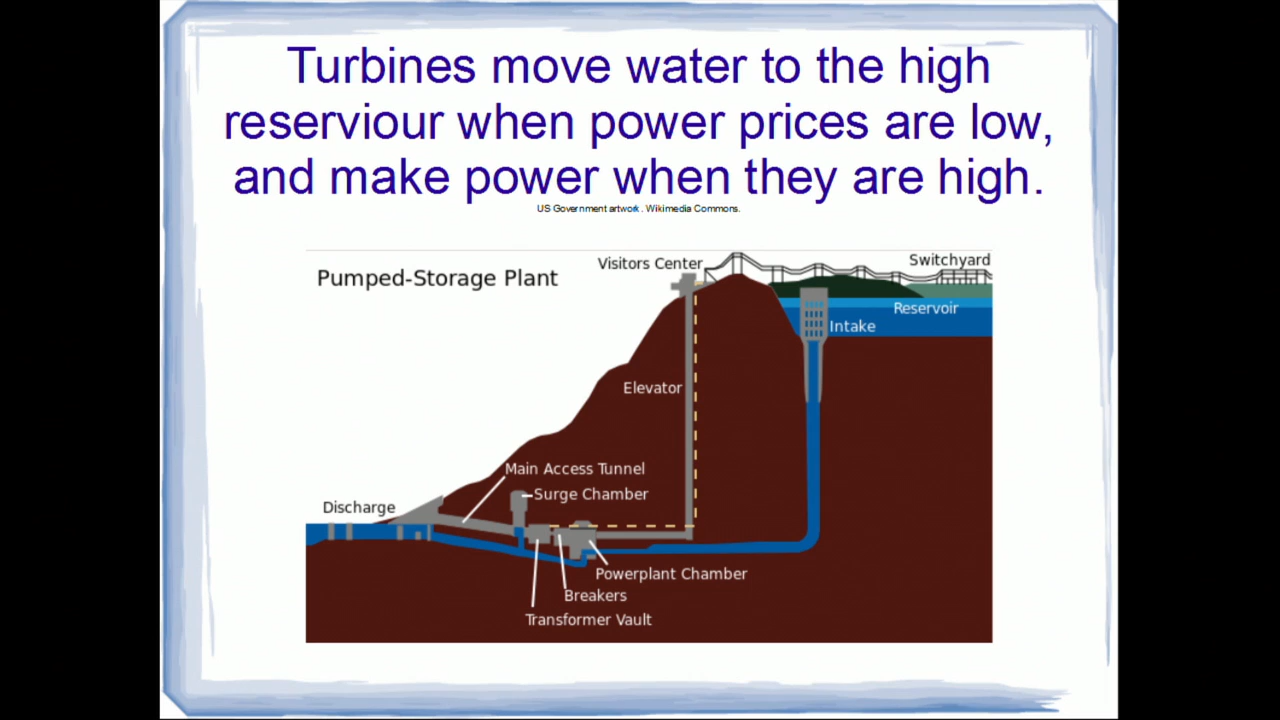 Turbines move water to the high
reserviour when power prices are low,
and make power when they are high.
US Government artwork . Wikimedia Commons.
Pumped-Storage Plant
Visitors Center
Switchyard
Reservoir
Intake
Elevator
Main Access Tunnel
Surge Chamber
Discharge
Powerplant Chamber
Breakers
Transformer Vault